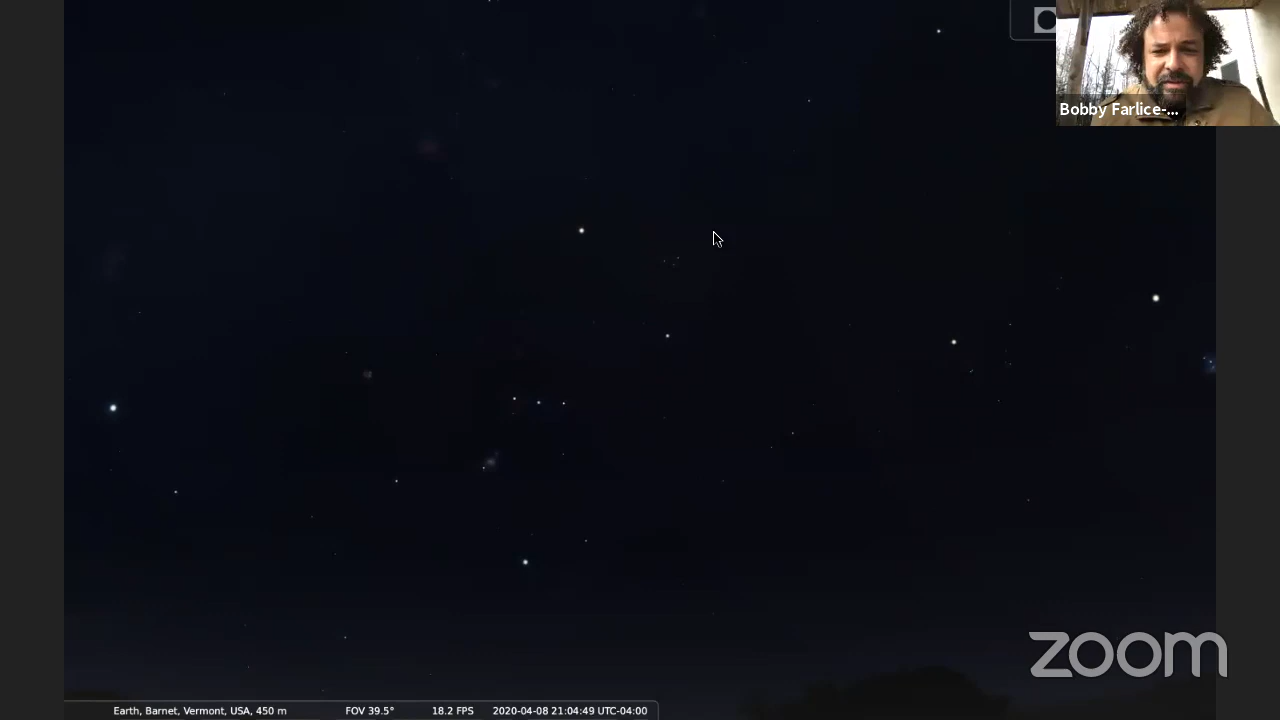 Bobby Farlice-...
zoom
Earth, Barnet, Vermont, USA, 450 m FOV 39.5° 18.2 FPS 2020-04-08 21:04:49 UTC-04:00